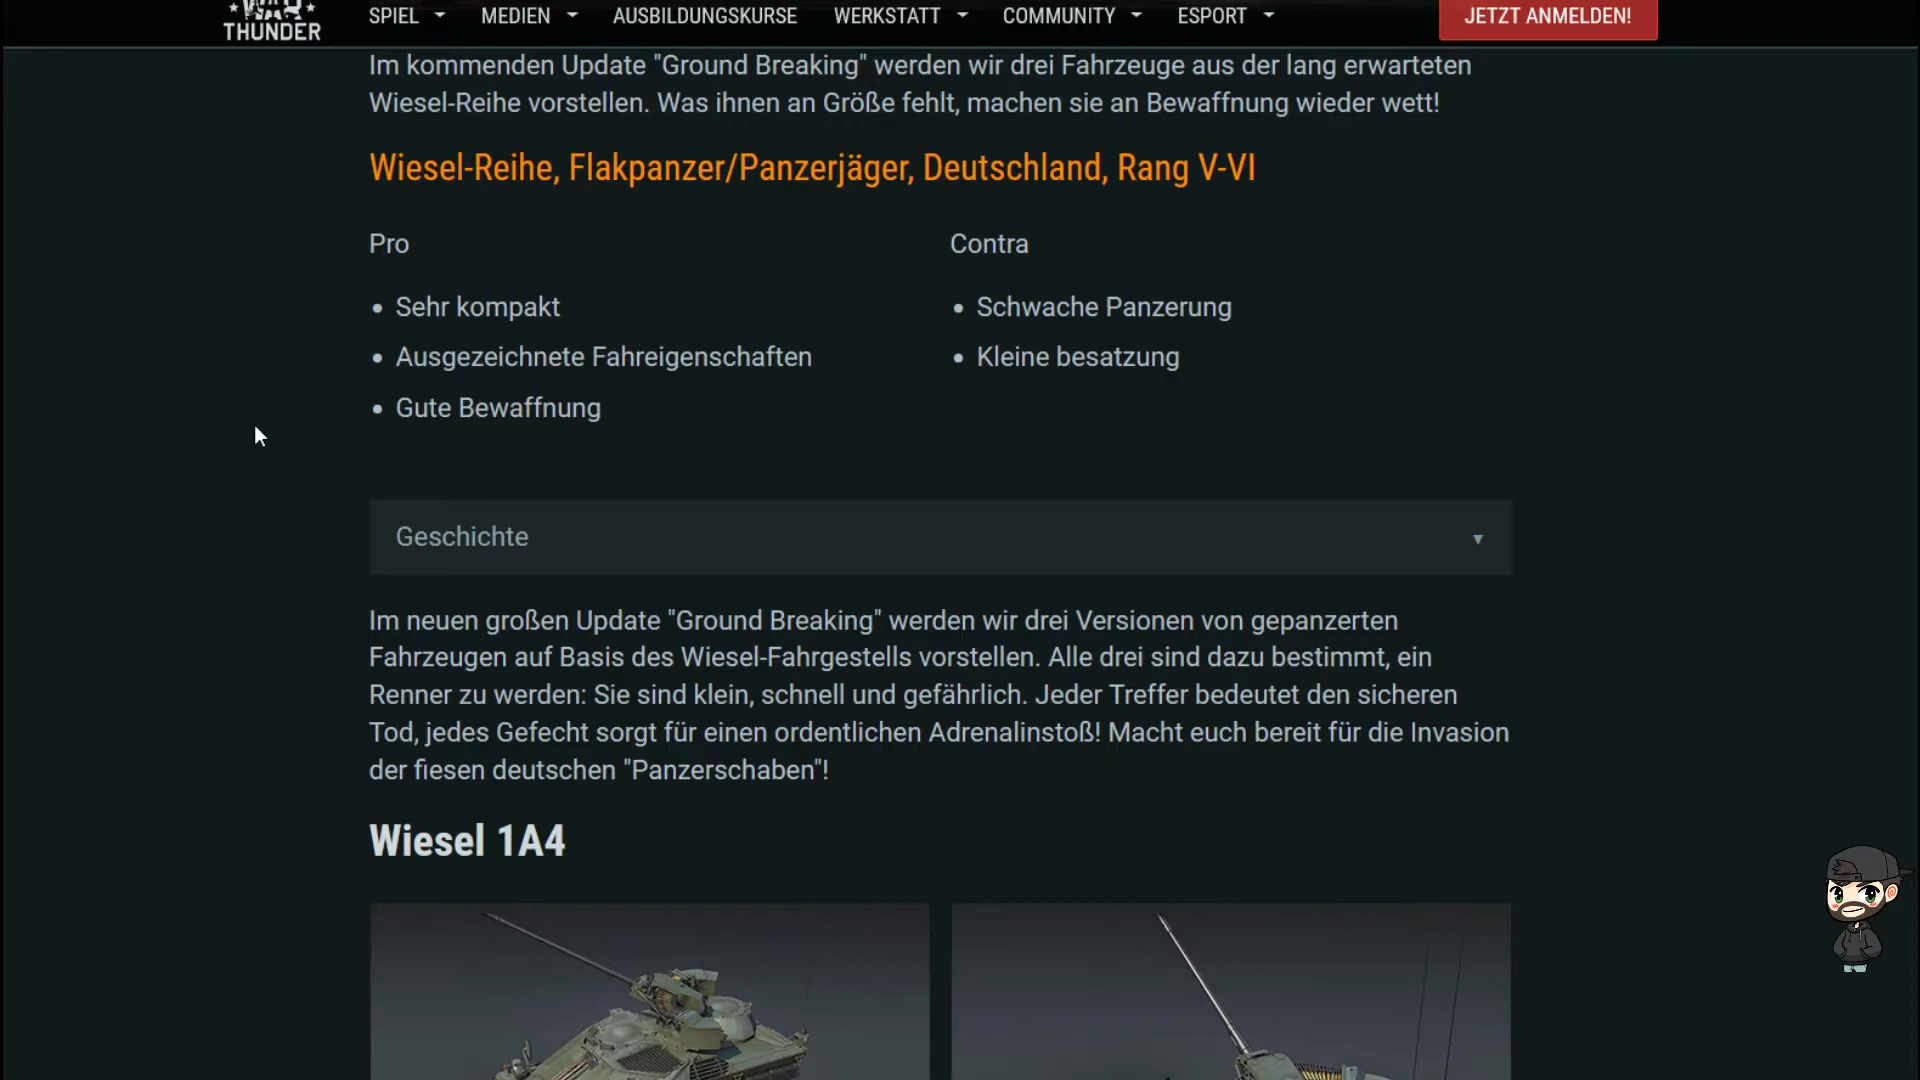 WAR
THUNDER
SPIEL
MEDIEN
AUSBILDUNGSKURSE
WERKSTATT
COMMUNITY
ESPORT
JETZT ANMELDEN!
Im kommenden Update "Ground Breaking" werden wir drei Fahrzeuge aus der lang erwarteten
Wiesel-Reihe vorstellen. Was ihnen an Größe fehlt, machen sie an Bewaffnung wieder wett!
Wiesel-Reihe, Flakpanzer/Panzerjäger, Deutschland, Rang V-VI
Pro
• Sehr kompakt
• Ausgezeichnete Fahreigenschaften
• Gute Bewaffnung
Contra
• Schwache Panzerung
• Kleine besatzung
Geschichte
Im neuen großen Update "Ground Breaking" werden wir drei Versionen von gepanzerten
Fahrzeugen auf Basis des Wiesel-Fahrgestells vorstellen. Alle drei sind dazu bestimmt, ein
Renner zu werden: Sie sind klein, schnell und gefährlich. Jeder Treffer bedeutet den sicheren
Tod, jedes Gefecht sorgt für einen ordentlichen Adrenalinstoß! Macht euch bereit für die Invasion
der fiesen deutschen "Panzerschaben"!
Wiesel 1A4